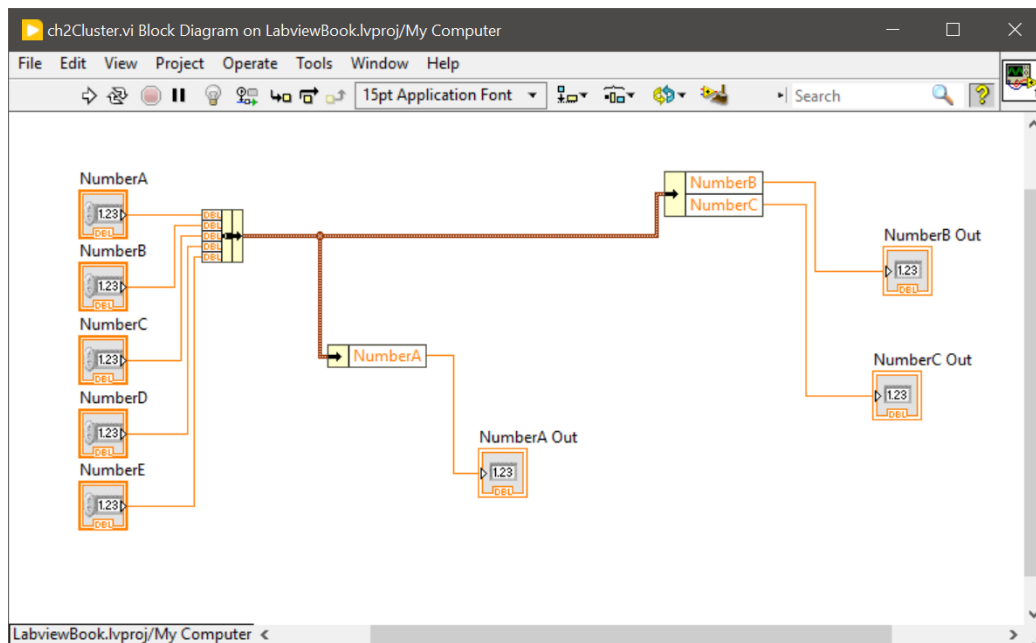 ch2Cluster.vi Block Diagram on LabviewBook.lvproj/My Computer
File Edit View Project Operate Tools Window Help
15pt Application Font
Search
NumberA
1.23
DBL
NumberB
1.23
DBL
NumberC
1.23
DBL
NumberD
1.23
DBL
NumberE
1.23
DBL
DBL
DBL
DBL
DBL
DBL
NumberA
NumberA Out
1.23
DBL
NumberB
NumberC
NumberB Out
1.23
DBL
NumberC Out
1.23
DBL
LabviewBook.lvproj/My Computer